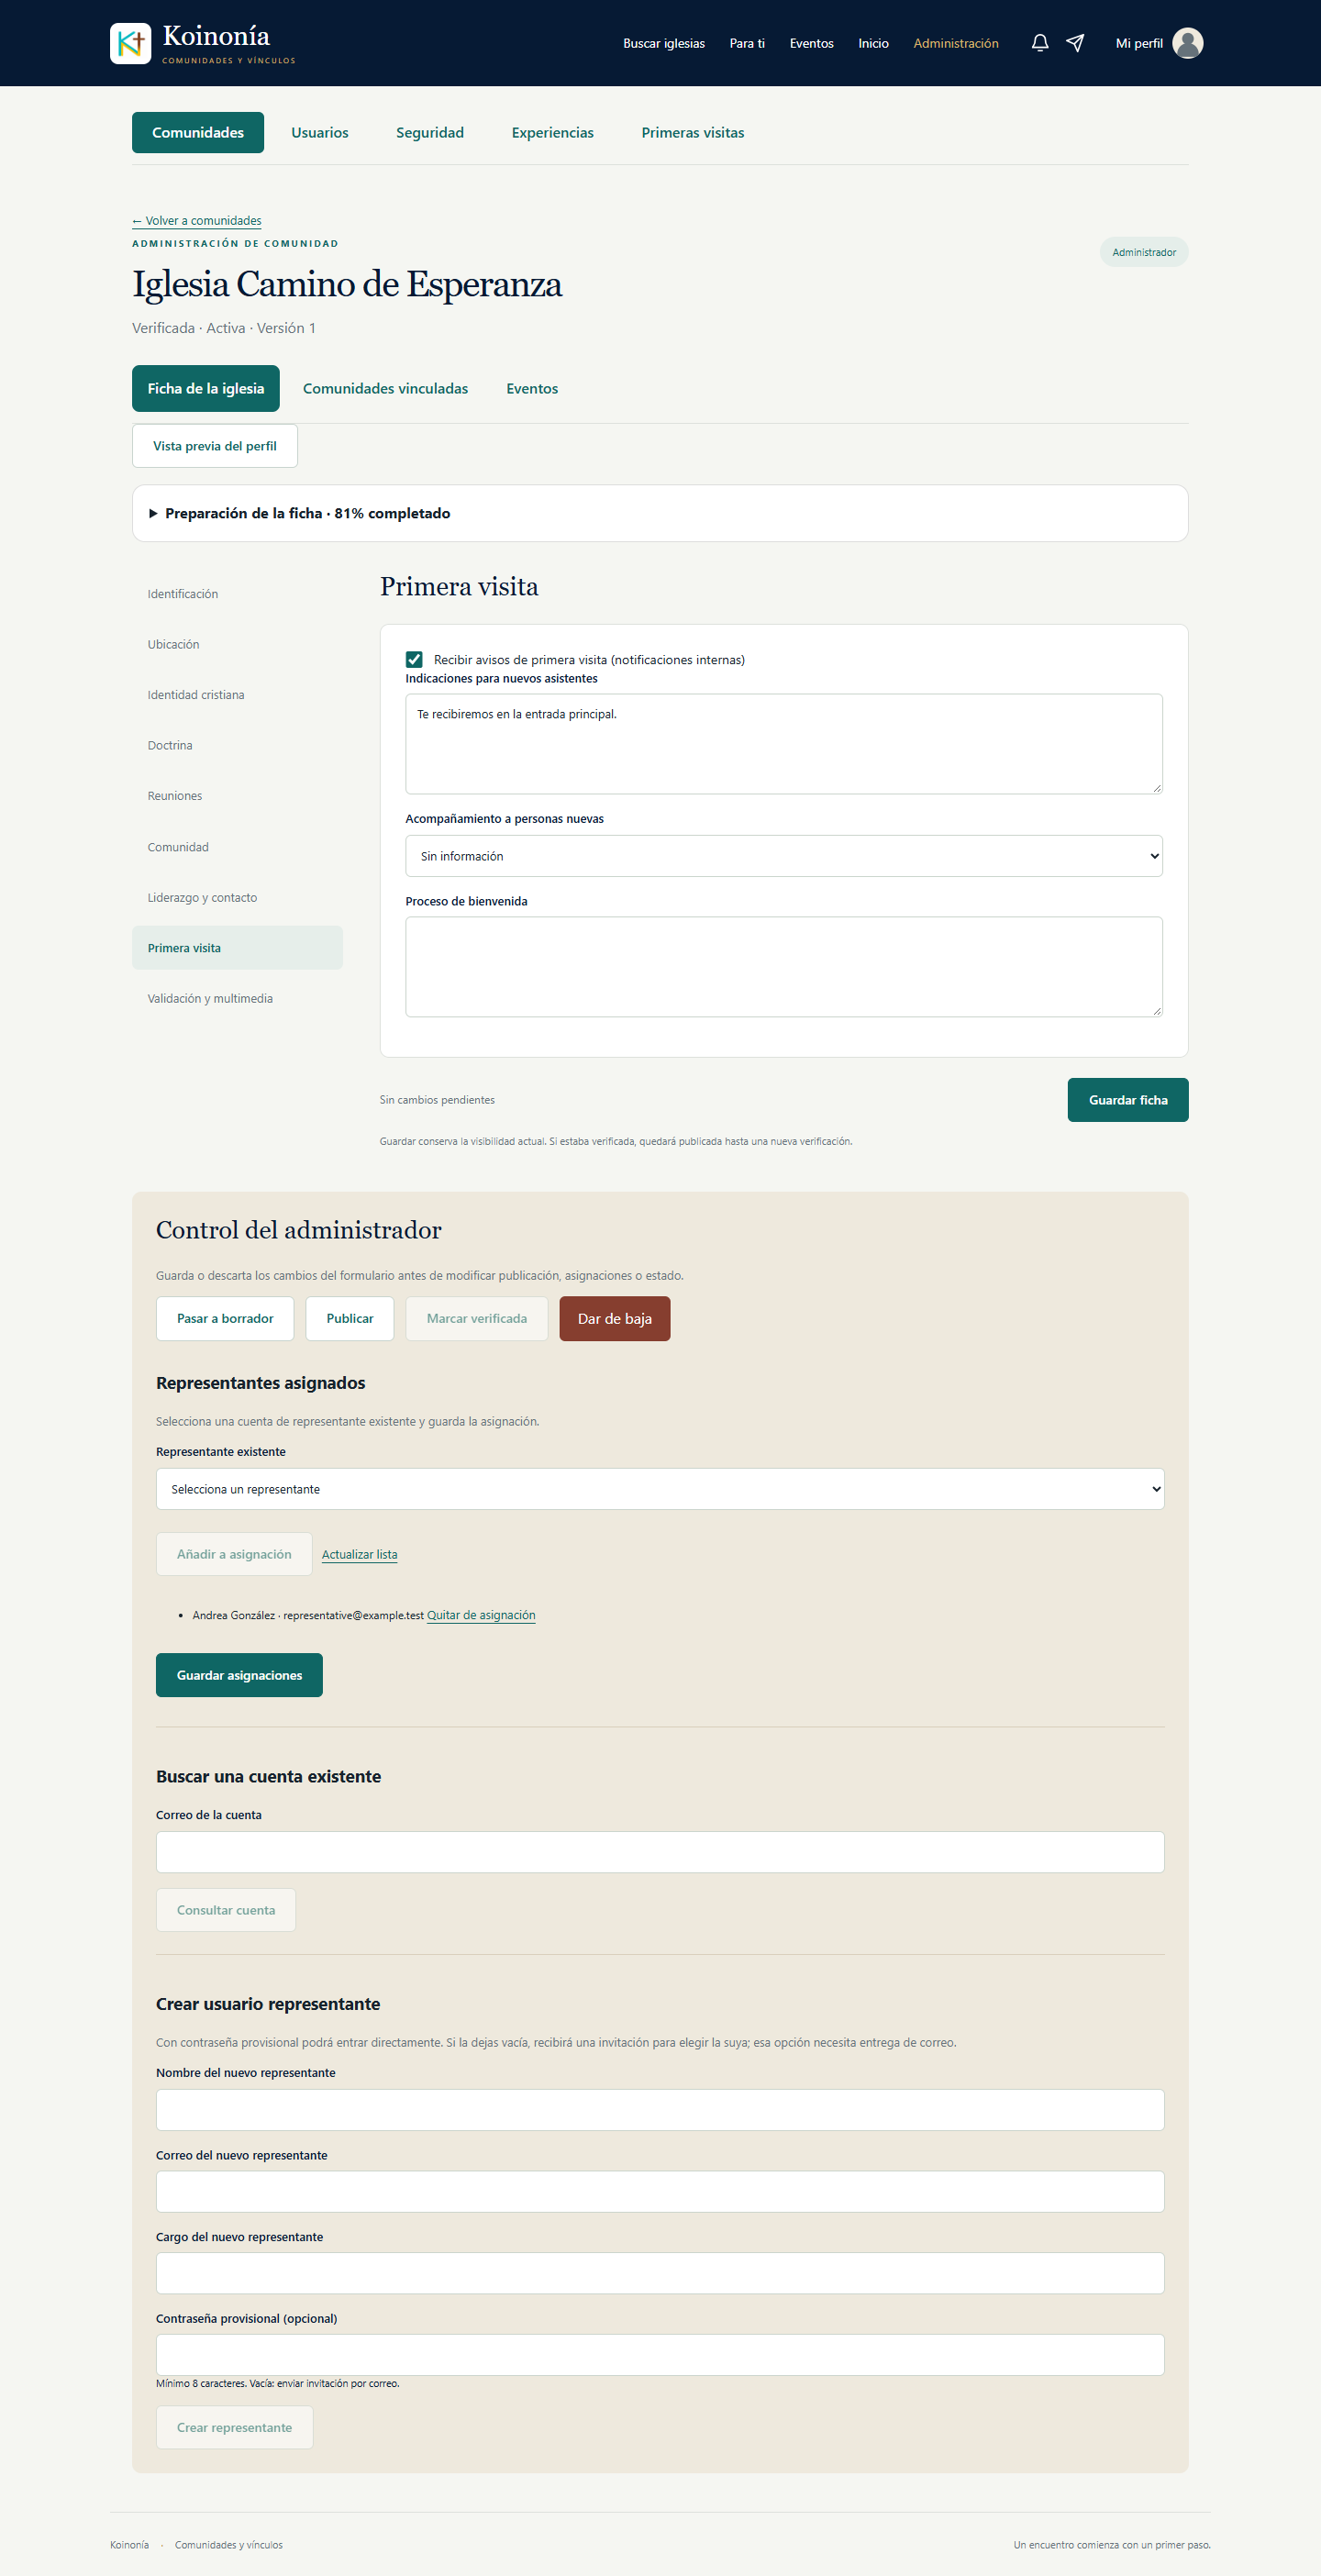 Koinonía
COMUNIDADES Y VÍNCULOS
Buscar iglesias
Para ti
Eventos
Inicio
Administración
Mi perfil
Comunidades
Usuarios
Seguridad
Experiencias
Primeras visitas
← Volver a comunidades
ADMINISTRACIÓN DE COMUNIDAD
Administrador
Iglesia Camino de Esperanza
Verificada · Activa · Versión 1
Ficha de la iglesia
Comunidades vinculadas
Eventos
Vista previa del perfil
▶ Preparación de la ficha · 81% completado
Identificación
Ubicación
Identidad cristiana
Doctrina
Reuniones
Comunidad
Liderazgo y contacto
Primera visita
Validación y multimedia
Primera visita
Recibir avisos de primera visita (notificaciones internas)
Indicaciones para nuevos asistentes
Te recibiremos en la entrada principal.
Acompañamiento a personas nuevas
Sin información
Proceso de bienvenida
Sin cambios pendientes
Guardar ficha
Guardar conserva la visibilidad actual. Si estaba verificada, quedará publicada hasta una nueva verificación.
Control del administrador
Guarda o descarta los cambios del formulario antes de modificar publicación, asignaciones o estado.
Pasar a borrador
Publicar
Marcar verificada
Dar de baja
Representantes asignados
Selecciona una cuenta de representante existente y guarda la asignación.
Representante existente
Selecciona un representante
Añadir a asignación
Actualizar lista
• Andrea González · representative@example.test Quitar de asignación
Guardar asignaciones
Buscar una cuenta existente
Correo de la cuenta
Consultar cuenta
Crear usuario representante
Con contraseña provisional podrá entrar directamente. Si la dejas vacía, recibirá una invitación para elegir la suya; esa opción necesita entrega de correo.
Nombre del nuevo representante
Correo del nuevo representante
Cargo del nuevo representante
Contraseña provisional (opcional)
Mínimo 8 caracteres. Vacía: enviar invitación por correo.
Crear representante
Koinonía · Comunidades y vínculos
Un encuentro comienza con un primer paso.